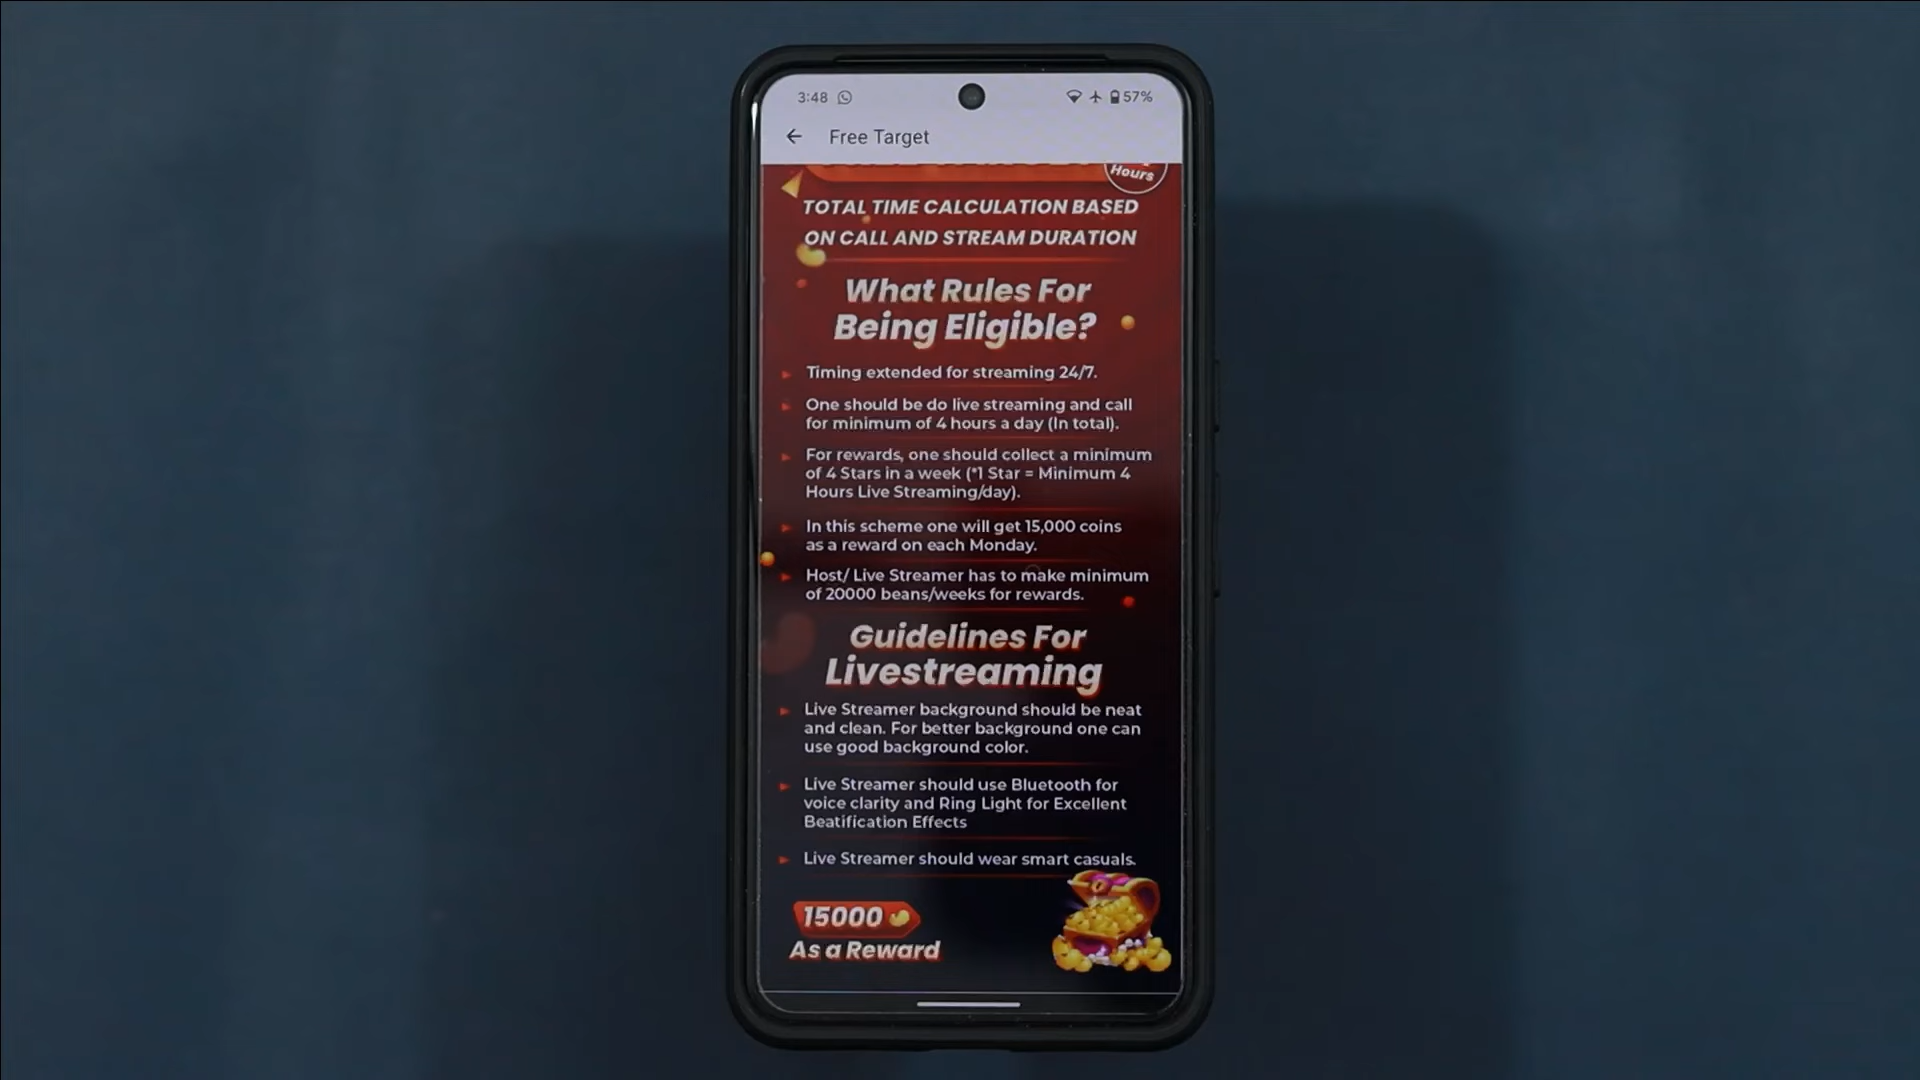 3:48
57%
Free Target
Hours
TOTAL TIME CALCULATION BASED
ON CALL AND STREAM DURATION
What Rules For
Being Eligible?
Timing extended for streaming 24/7.
One should be do live streaming and call
for minimum of 4 hours a day (In total).
For rewards, one should collect a minimum
of 4 Stars in a week (*1 Star = Minimum 4
Hours Live Streaming/day).
In this scheme one will get 15,000 coins
as a reward on each Monday.
Host/ Live Streamer has to make minimum
of 20000 beans/weeks for rewards.
Guidelines For
Livestreaming
Live Streamer background should be neat
and clean. For better background one can
use good background color.
Live Streamer should use Bluetooth for
voice clarity and Ring Light for Excellent
Beatification Effects
Live Streamer should wear smart casuals.
15000
As a Reward